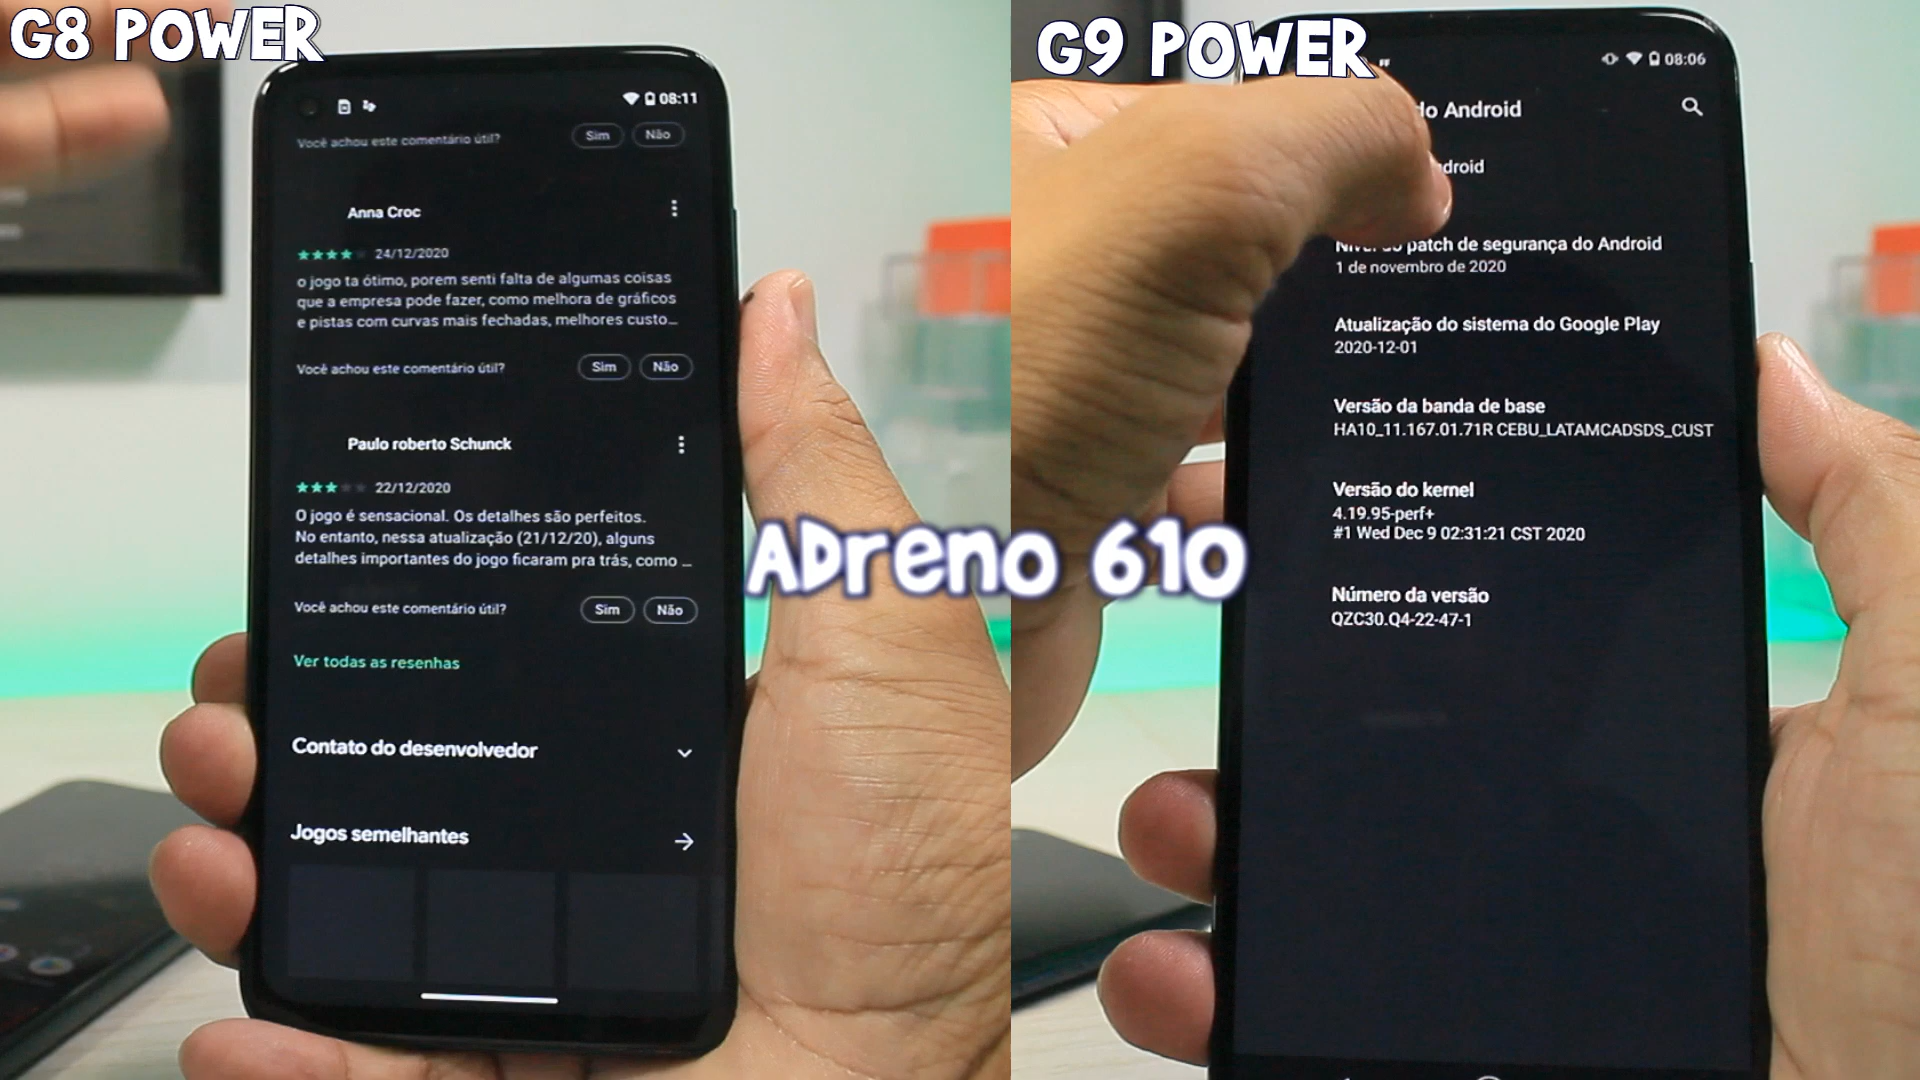 G8 POWER
08:11
Você achou este comentário útil?
Sim
Não
Anna Croc
24/12/2020
o jogo ta ótimo, porem senti falta de algumas coisas
que a empresa pode fazer, como melhora de gráficos
e pistas com curvas mais fechadas, melhores custo...
Você achou este comentário útil?
Sim
Não
Paulo roberto Schunck
22/12/2020
O jogo é sensacional. Os detalhes são perfeitos.
No entanto, nessa atualização (21/12/20), alguns
detalhes importantes do jogo ficaram pra trás, como ...
Você achou este comentário útil?
Sim
Não
Ver todas as resenhas
Contato do desenvolvedor
Jogos semelhantes
ADreno 610
G9 POWER
08:06
do Android
Nível do patch de segurança do Android
1 de novembro de 2020
Atualização do sistema do Google Play
2020-12-01
Versão da banda de base
HA10_11.167.01.71R CEBU_LATAMCADSDS_CUST
Versão do kernel
4.19.95-perf+
#1 Wed Dec 9 02:31:21 CST 2020
Número da versão
QZC30.Q4-22-47-1